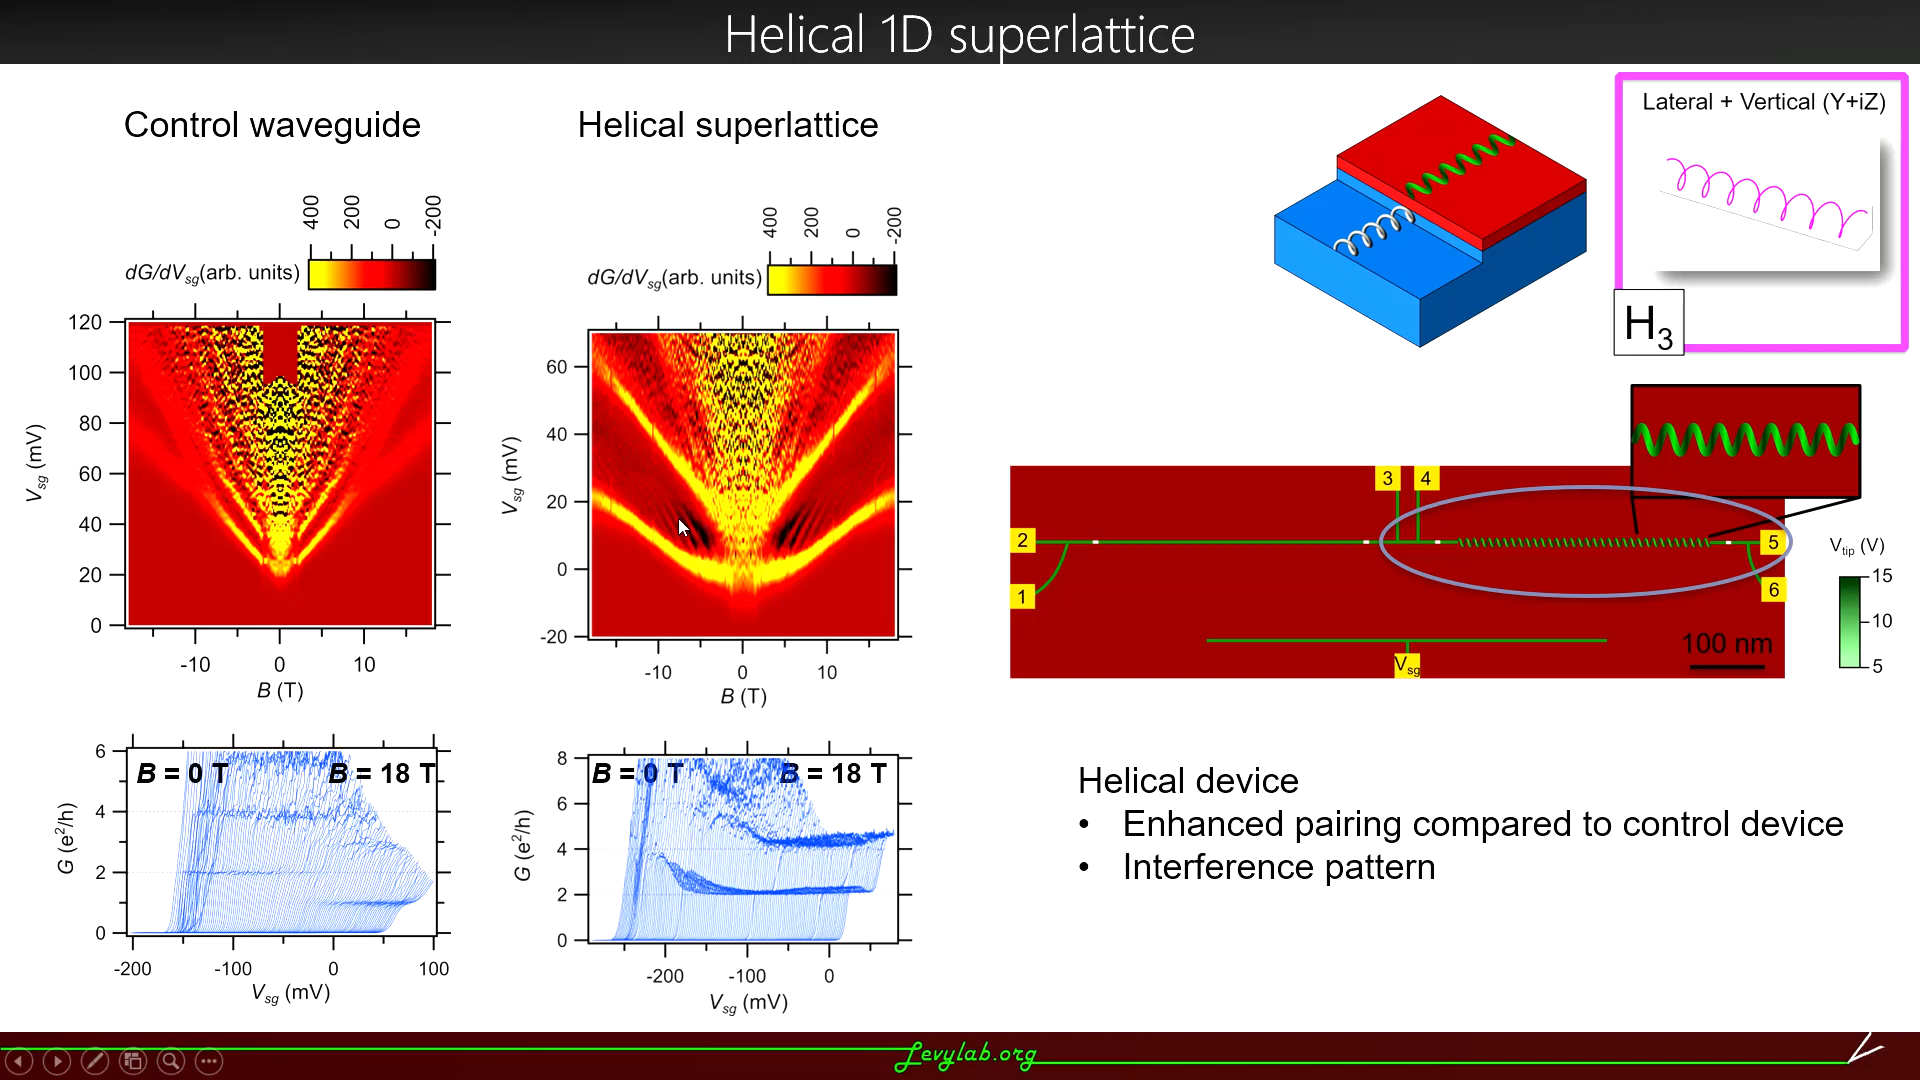 Helical 1D superlattice
Control waveguide
Helical superlattice
400 200 0 -200
dG/dVsg(arb. units)
120
100
80
60
40
20
0
Vsg (mV)
-10 0 10
B (T)
400 200 0 -200
dG/dVsg(arb. units)
60
40
20
0
-20
Vsg (mV)
-10 0 10
B (T)
B = 0 T B = 18 T
6
4
2
0
G (e²/h)
-200 -100 0 100
Vsg (mV)
B = 0 T B = 18 T
8
6
4
2
0
G (e²/h)
-200 -100 0
Vsg (mV)
Lateral + Vertical (Y+iZ)
H3
3 4
2
1
5
6
Vsg
100 nm
Vtip (V)
15
10
5
Helical device
• Enhanced pairing compared to control device
• Interference pattern
Levylab.org